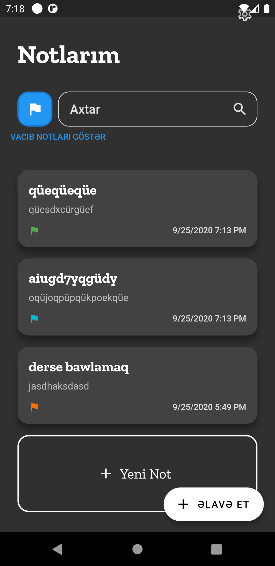 7:18
Notlarım
Axtar
VACIB NOTLARI GÖSTƏR
qüeqüeqüe
qüesdxcürgüef
9/25/2020 7:13 PM
aiugd7yqgüdy
oqüjoqpüpqükpoekqüe
9/25/2020 7:13 PM
derse bawlamaq
jasdhaksdasd
9/25/2020 5:49 PM
+ Yeni Not
+ ƏLAVƏ ET